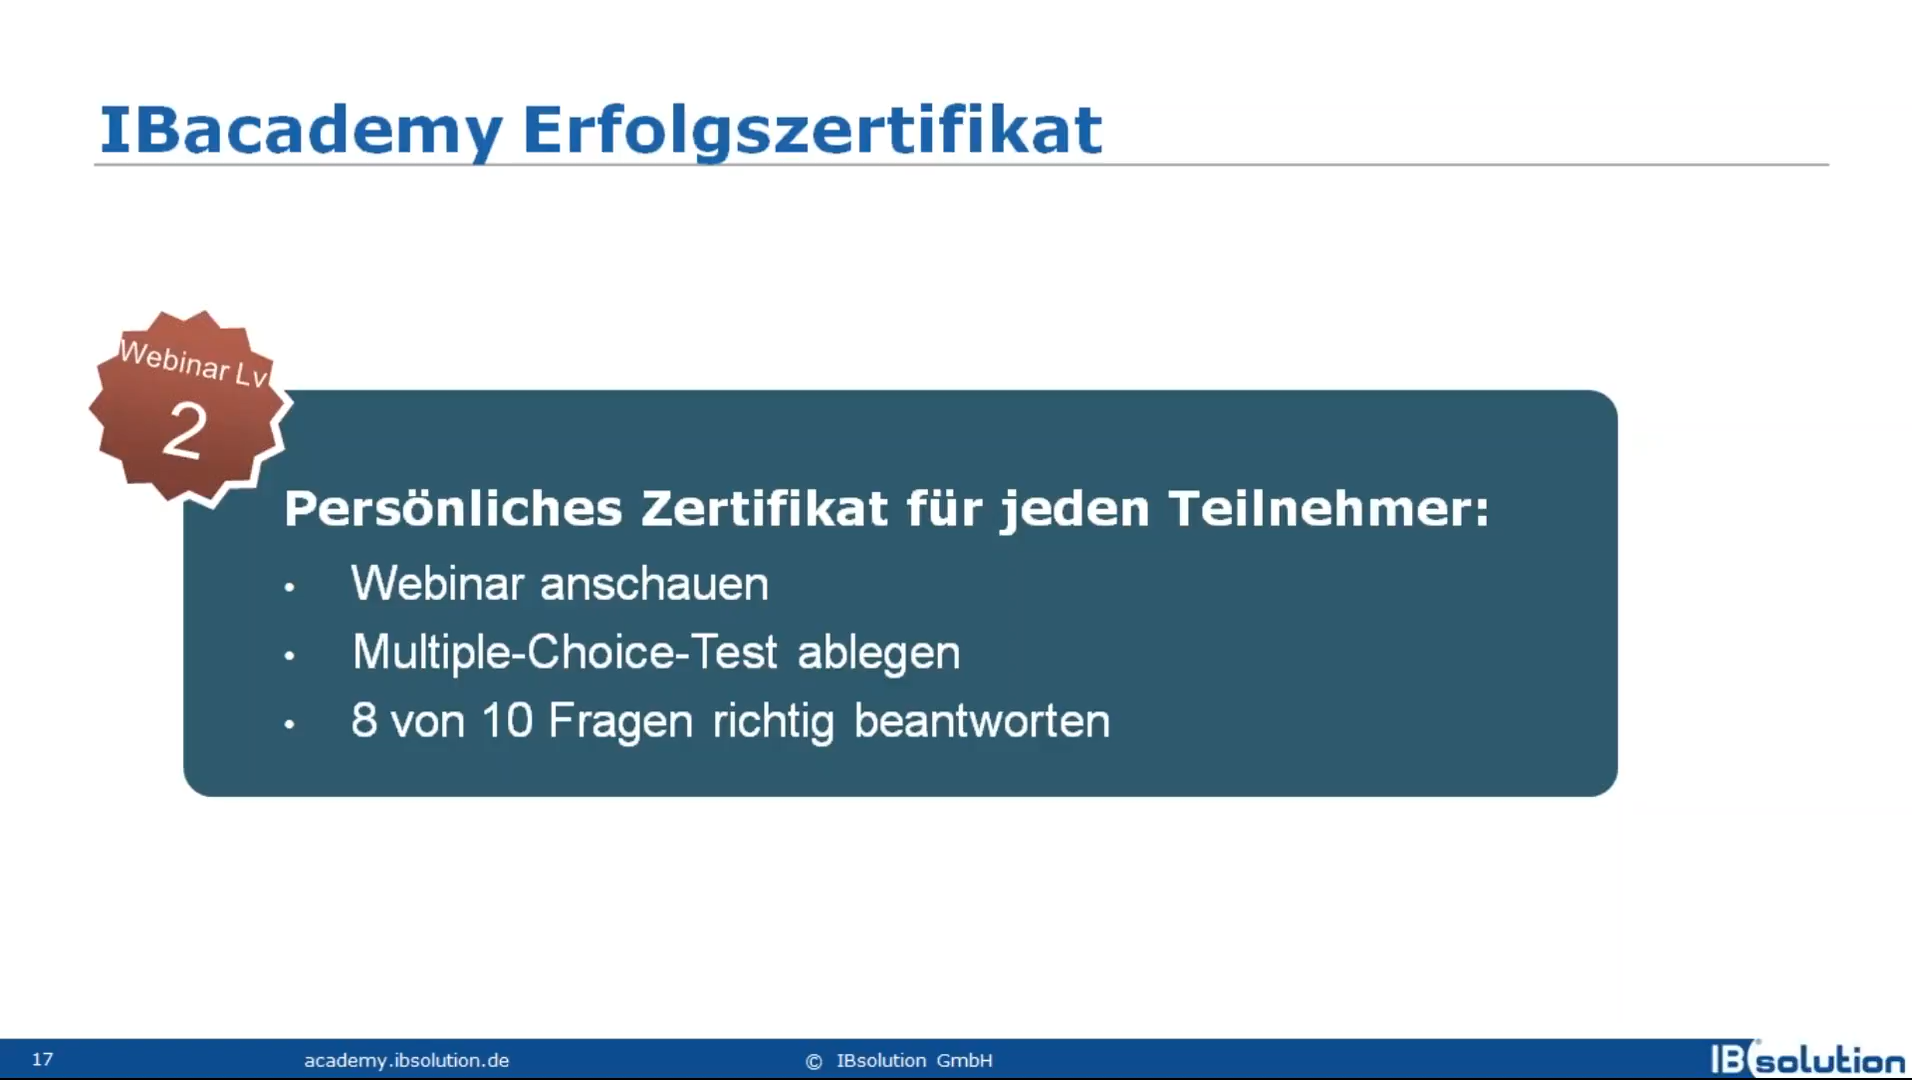 IBacademy Erfolgszertifikat
Webinar Lv
2
Persönliches Zertifikat für jeden Teilnehmer:
• Webinar anschauen
• Multiple-Choice-Test ablegen
• 8 von 10 Fragen richtig beantworten
17 academy.ibsolution.de © IBsolution GmbH IBsolution